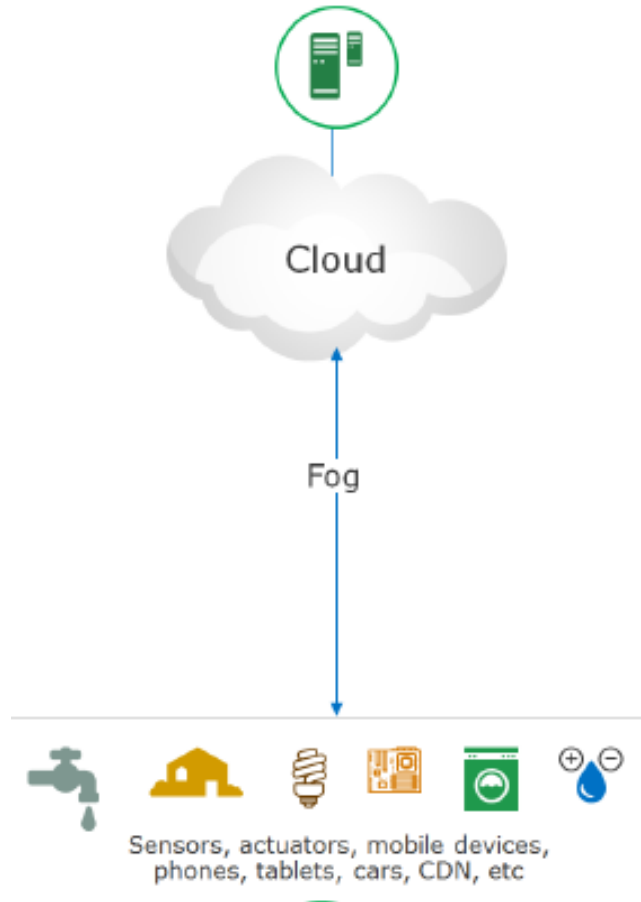 Cloud
Fog
Sensors, actuators, mobile devices,
phones, tablets, cars, CDN, etc